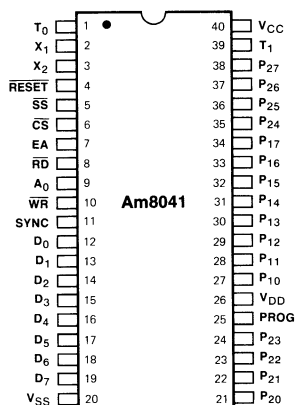 T0 1 40 VCC
X1 2 39 T1
X2 3 38 P27
RESET 4 37 P26
SS 5 36 P25
CS 6 35 P24
EA 7 34 P17
RD 8 33 P16
A0 9 32 P15
WR 10 Am8041 31 P14
SYNC 11 30 P13
D0 12 29 P12
D1 13 28 P11
D2 14 27 P10
D3 15 26 VDD
D4 16 25 PROG
D5 17 24 P23
D6 18 23 P22
D7 19 22 P21
VSS 20 21 P20